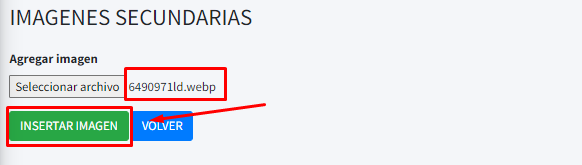 IMAGENES SECUNDARIAS
Agregar imagen
Seleccionar archivo 6490971ld.webp
INSERTAR IMAGEN VOLVER